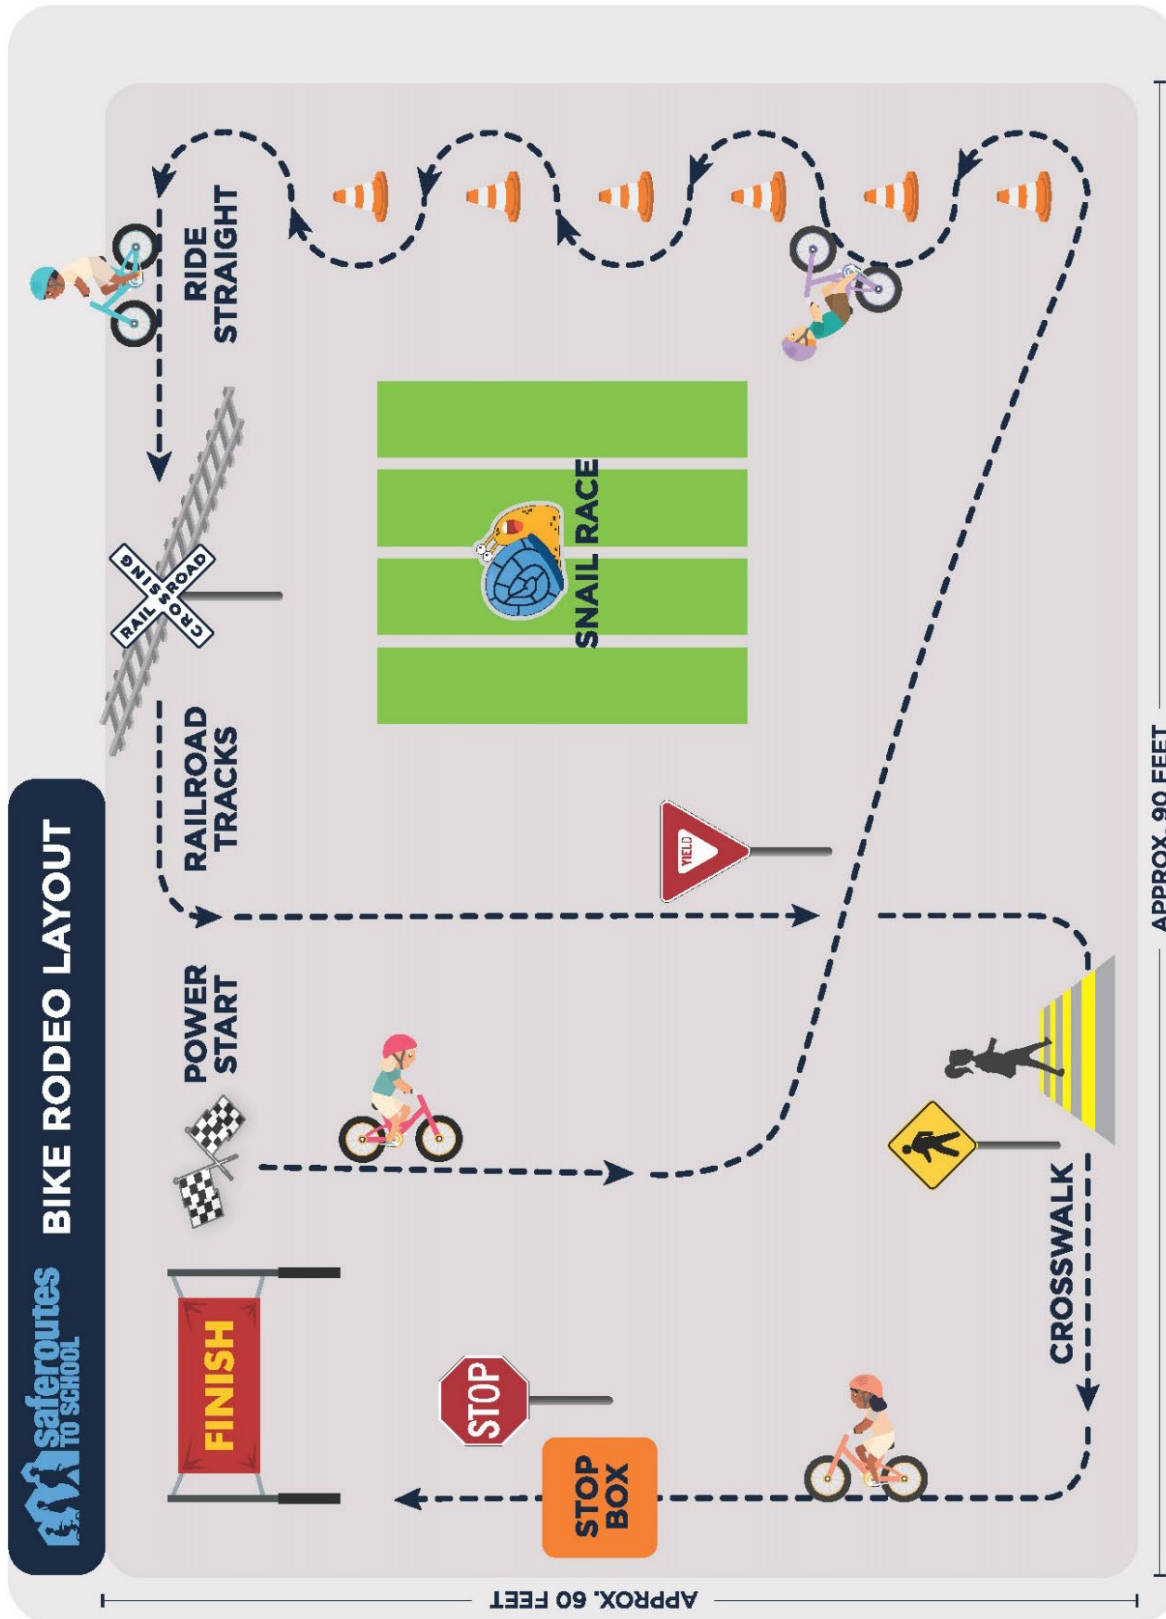 saferoutes
TO SCHOOL
BIKE RODEO LAYOUT
FINISH
POWER
START
RAILROAD
TRACKS
RAILROAD
CROSSING
RIDE
STRAIGHT
SNAIL RACE
YIELD
STOP
STOP
BOX
CROSSWALK
APPROX. 60 FEET
APPROX. 90 FEET